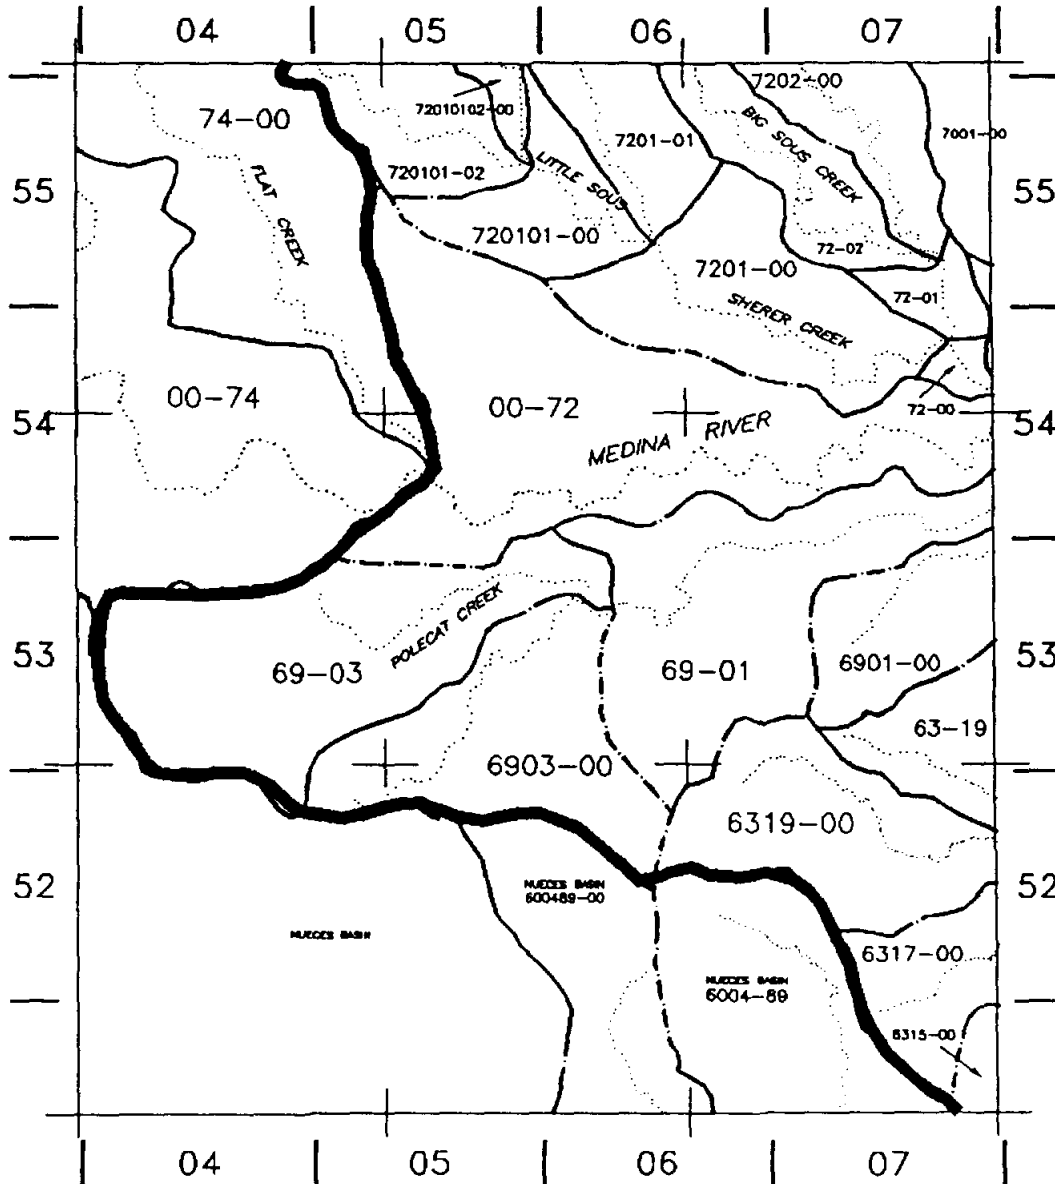 04 05 06 07
7202-00
74-00
72010102-00
7201-01
BIG SOUS CREEK
7001-00
55
FLAT CREEK
720101-02
LITTLE SOUS
55
720101-00
72-02
7201-00
72-01
SHERER CREEK
54
00-74
00-72
72-00
54
MEDINA RIVER
53
69-03
POLECAT CREEK
69-01
6901-00
53
63-19
6903-00
6319-00
52
NUECES BASIN
600489-00
52
NUECES BASIN
6317-00
NUECES BASIN
6004-89
6315-00
04 05 06 07